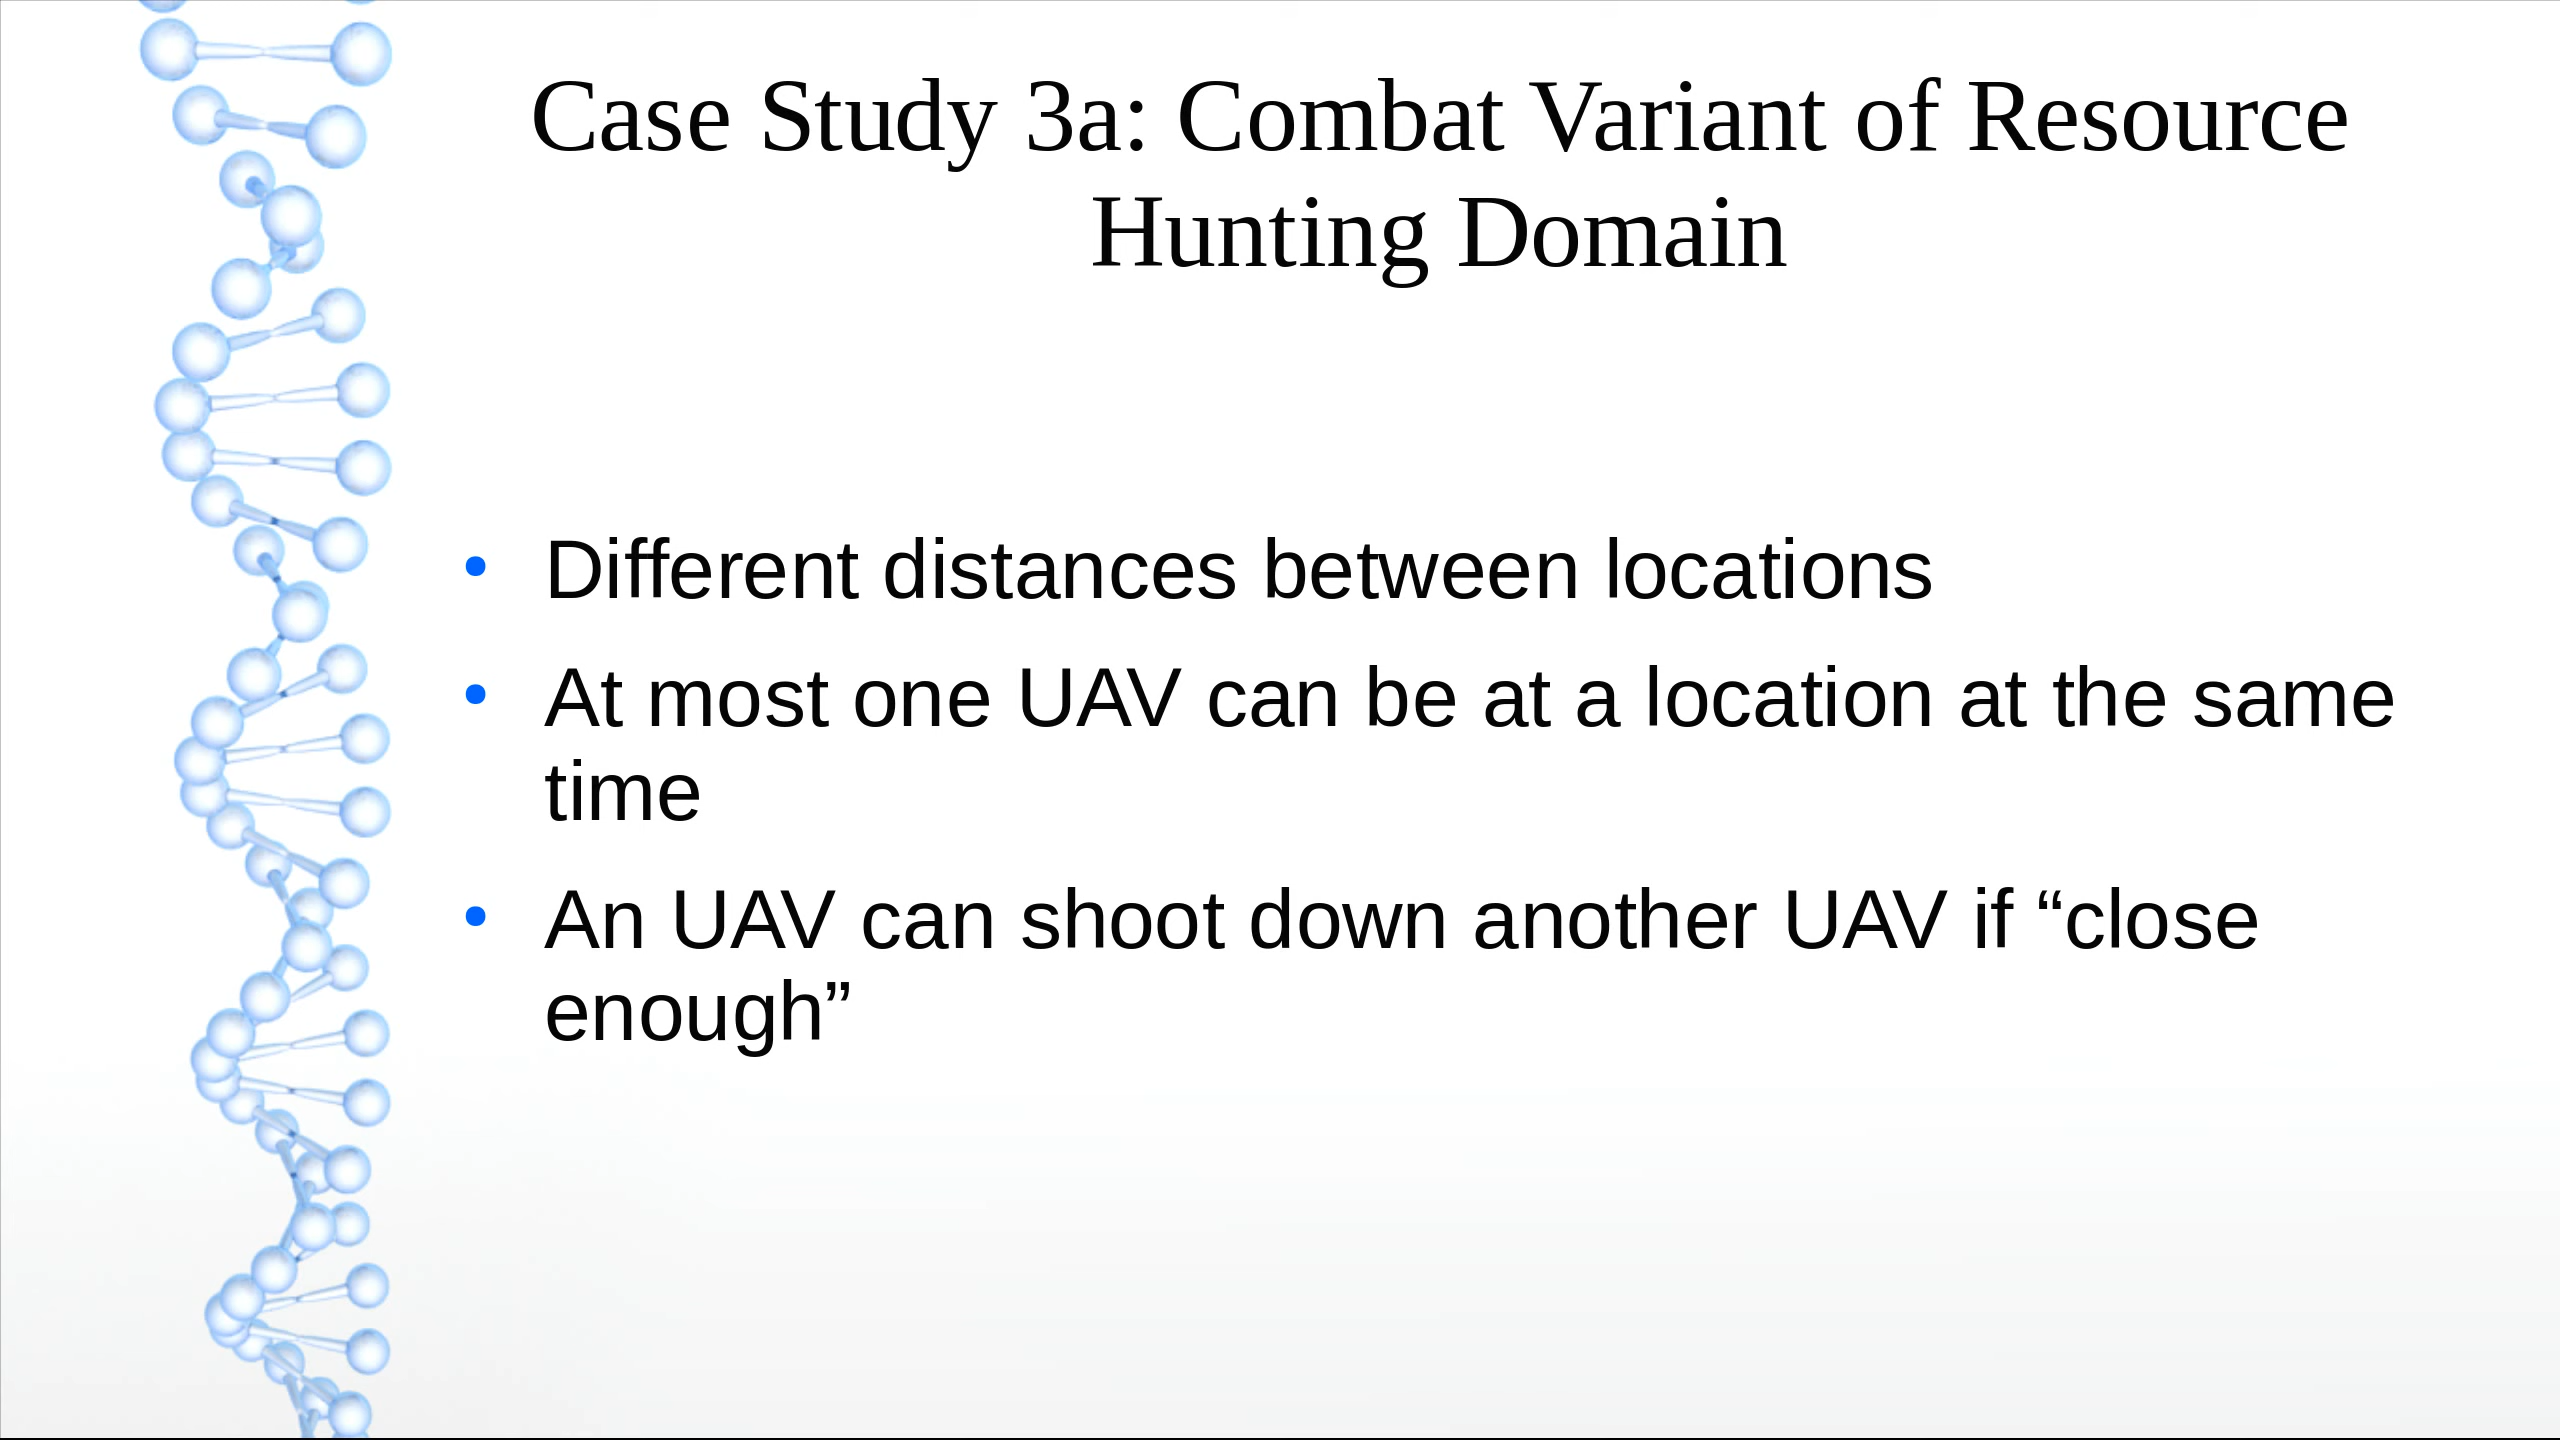 Case Study 3a: Combat Variant of Resource
Hunting Domain
• Different distances between locations
• At most one UAV can be at a location at the same
time
• An UAV can shoot down another UAV if “close
enough”